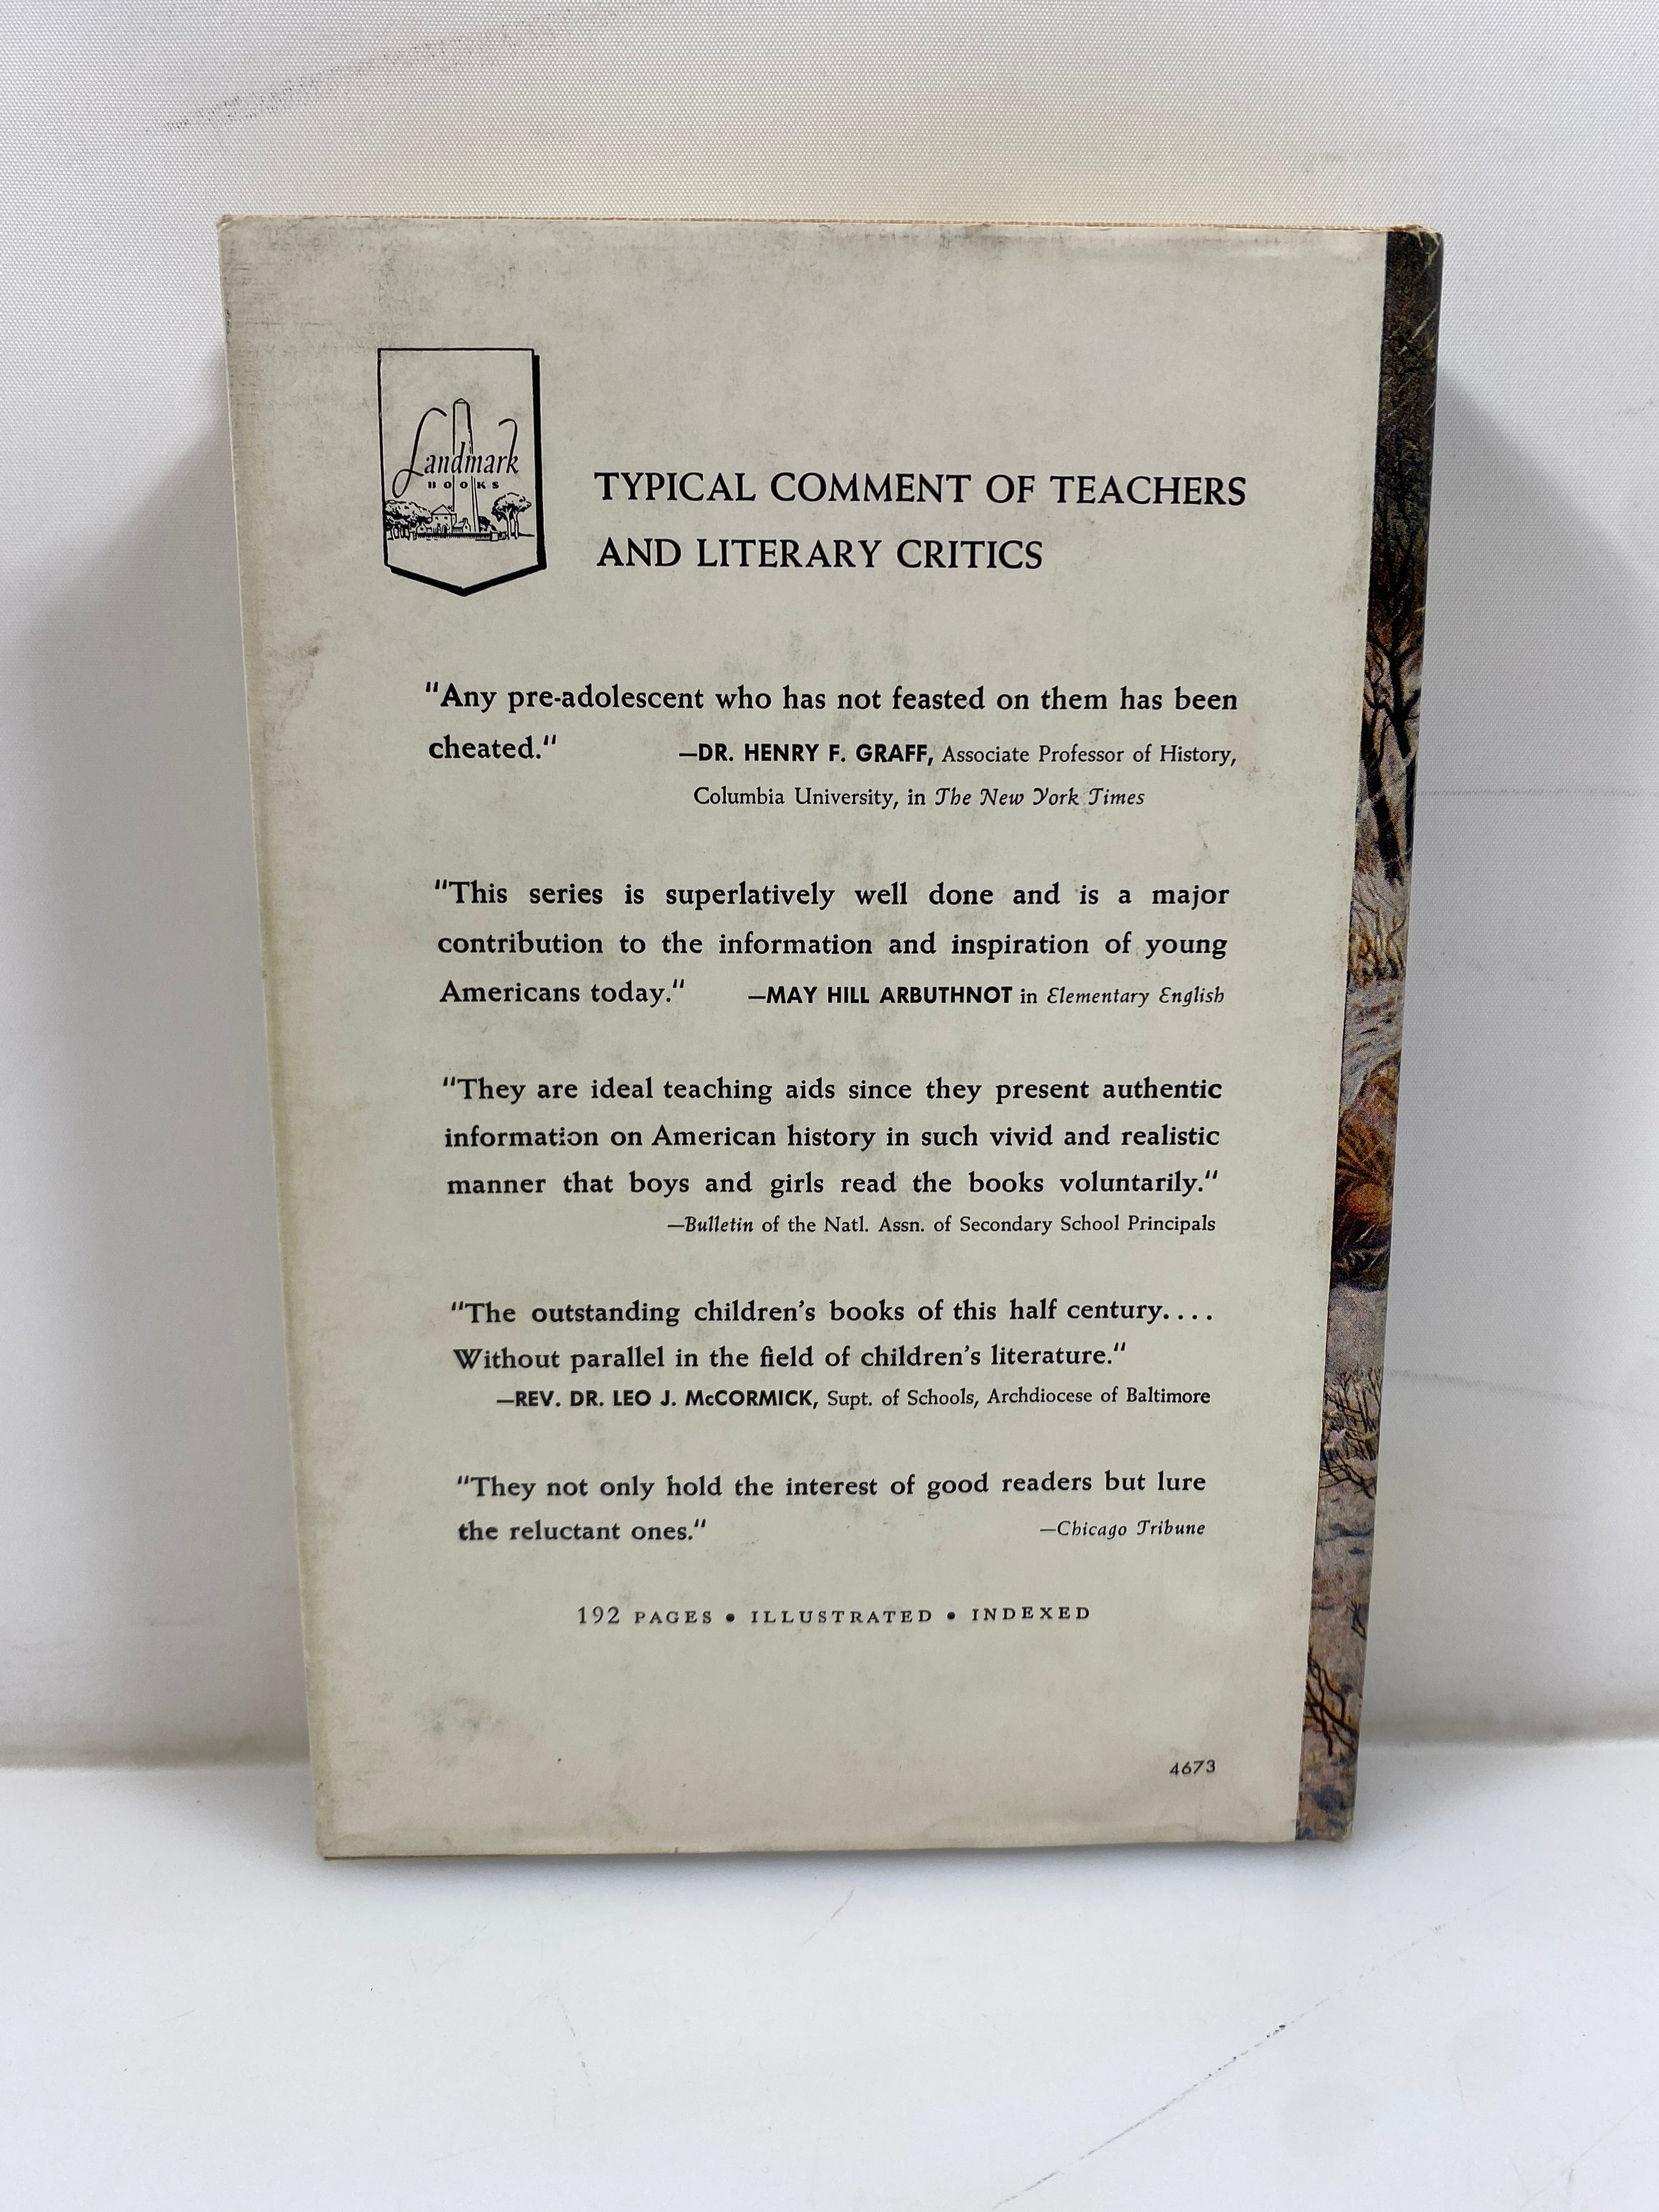 Landmark
BOOKS
TYPICAL COMMENT OF TEACHERS
AND LITERARY CRITICS
"Any pre-adolescent who has not feasted on them has been
cheated." —DR. HENRY F. GRAFF, Associate Professor of History,
Columbia University, in The New York Times
"This series is superlatively well done and is a major
contribution to the information and inspiration of young
Americans today." —MAY HILL ARBUTHNOT in Elementary English
"They are ideal teaching aids since they present authentic
information on American history in such vivid and realistic
manner that boys and girls read the books voluntarily."
—Bulletin of the Natl. Assn. of Secondary School Principals
"The outstanding children's books of this half century....
Without parallel in the field of children's literature."
—REV. DR. LEO J. McCORMICK, Supt. of Schools, Archdiocese of Baltimore
"They not only hold the interest of good readers but lure
the reluctant ones." —Chicago Tribune
192 PAGES • ILLUSTRATED • INDEXED
4673